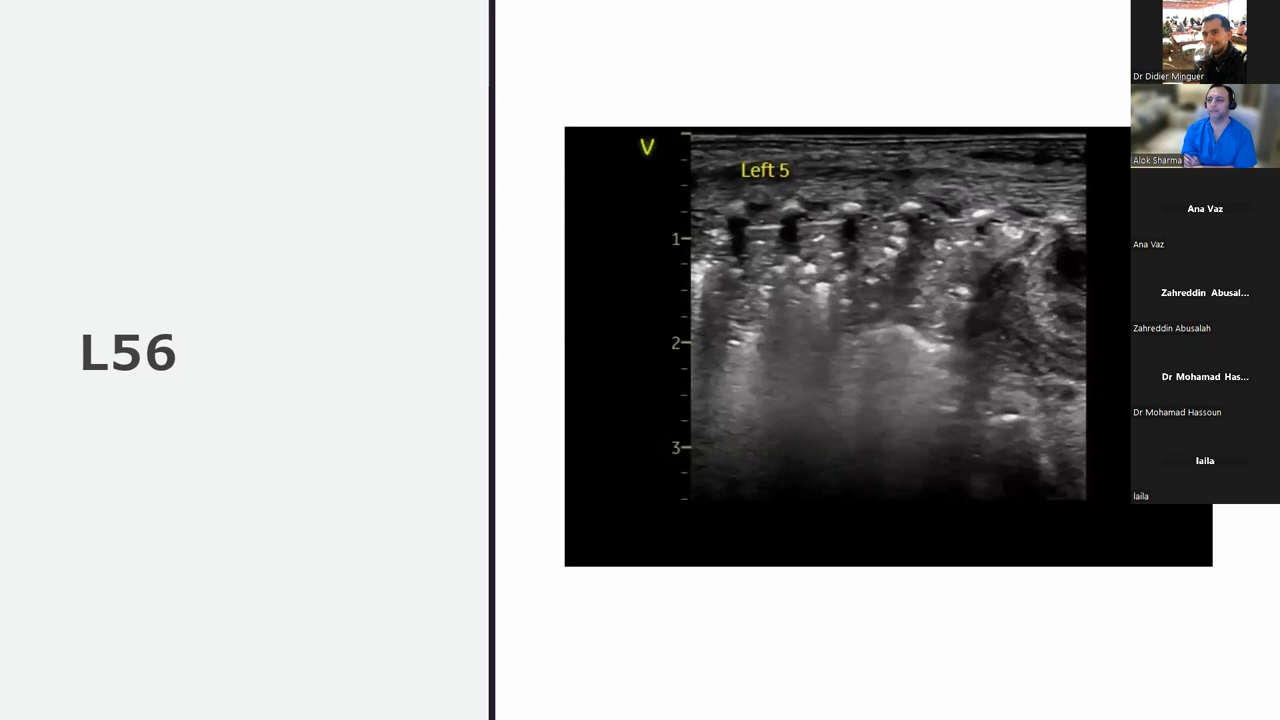 L56
V
Left 5
1
2
3
Dr Didier Minguer
Alok Sharma
Ana Vaz
Ana Vaz
Zahreddin Abusal...
Zahreddin Abusalah
Dr Mohamad Has...
Dr Mohamad Hassoun
laila
laila